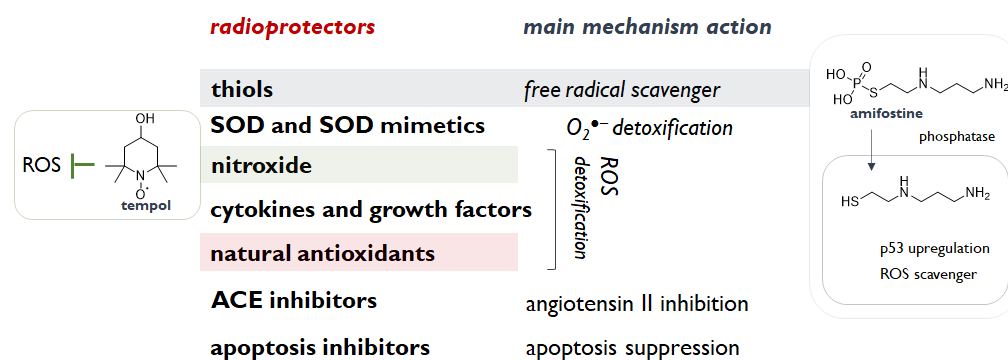 radioprotectors main mechanism action
thiols free radical scavenger
SOD and SOD mimetics O₂•– detoxification
nitroxide
cytokines and growth factors
natural antioxidants
ROS
detoxification
ACE inhibitors angiotensin II inhibition
apoptosis inhibitors apoptosis suppression
ROS
OH
N
O•
tempol
HO
O
P
HO
S
H
N
NH₂
amifostine
phosphatase
HS
H
N
NH₂
p53 upregulation
ROS scavenger